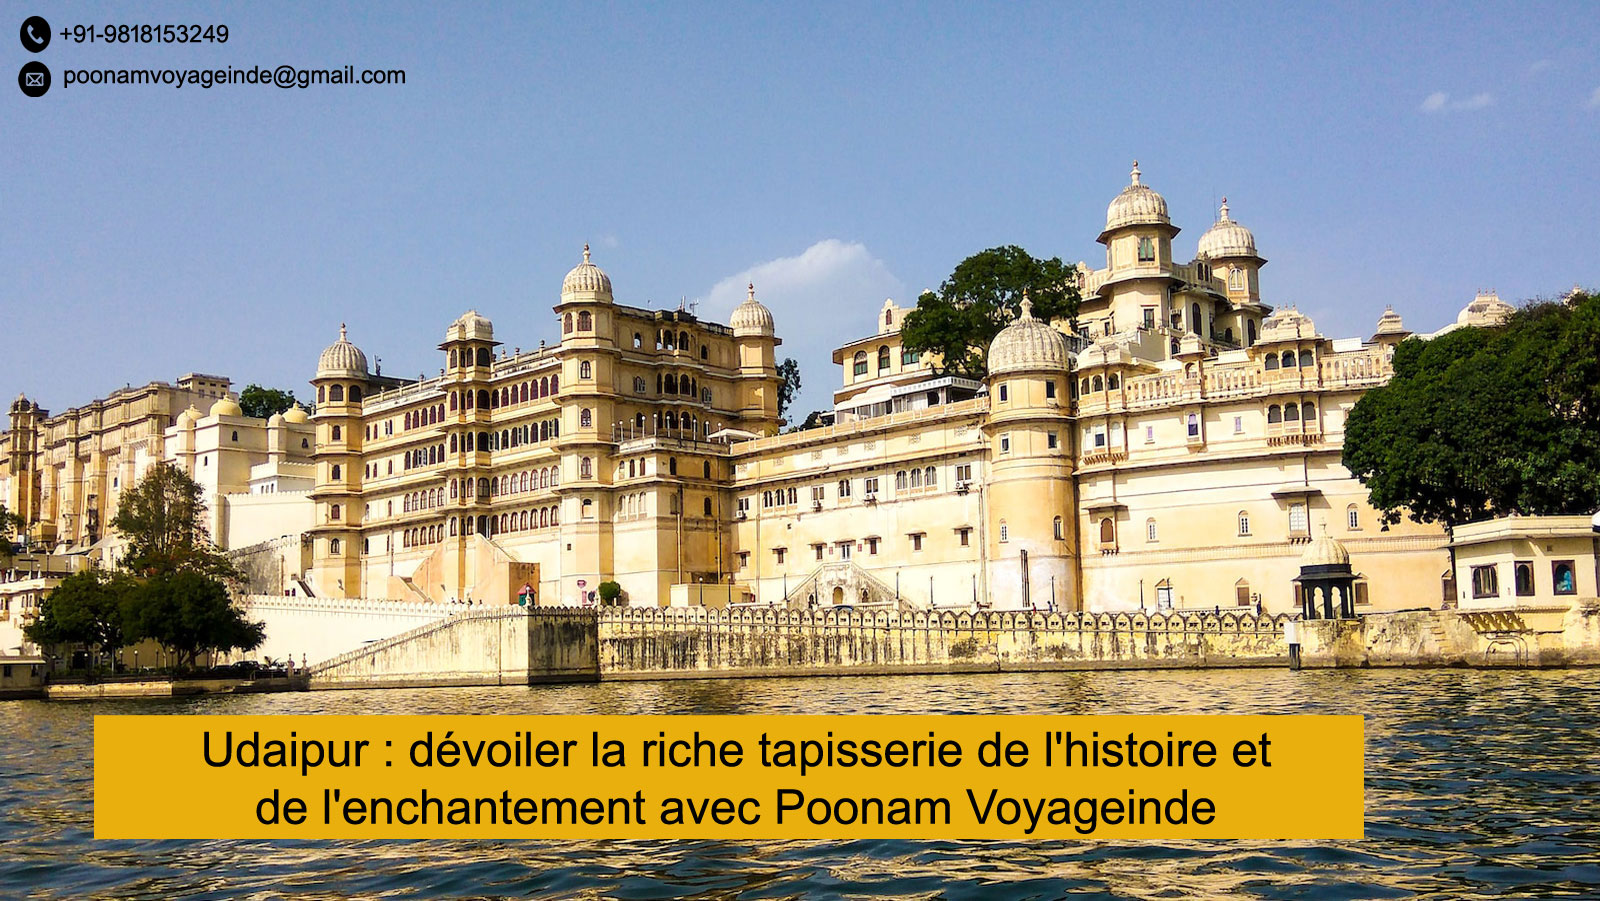 +91-9818153249
poonamvoyageinde@gmail.com
Udaipur : dévoiler la riche tapisserie de l'histoire et
de l'enchantement avec Poonam Voyageinde